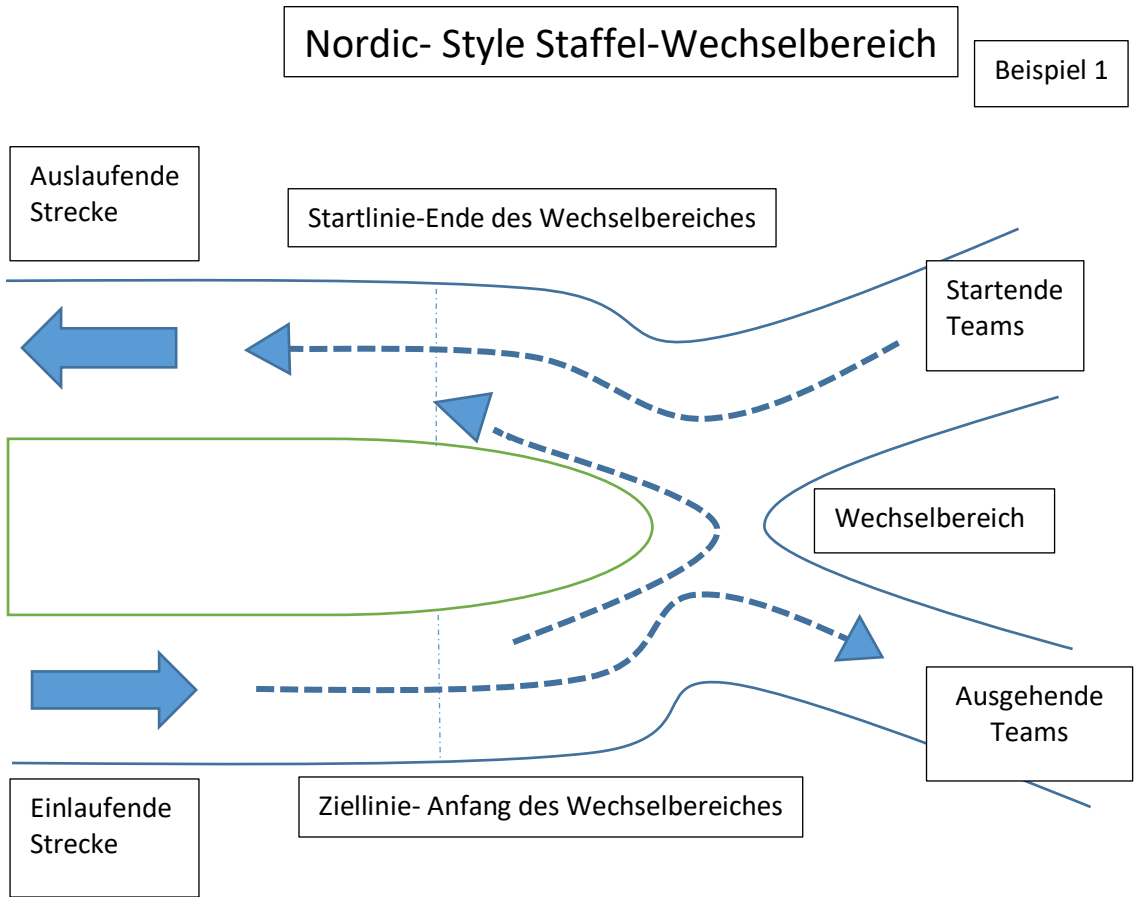 Nordic- Style Staffel-Wechselbereich
Beispiel 1
Auslaufende
Strecke
Startlinie-Ende des Wechselbereiches
Startende
Teams
Wechselbereich
Ausgehende
Teams
Einlaufende
Strecke
Ziellinie- Anfang des Wechselbereiches